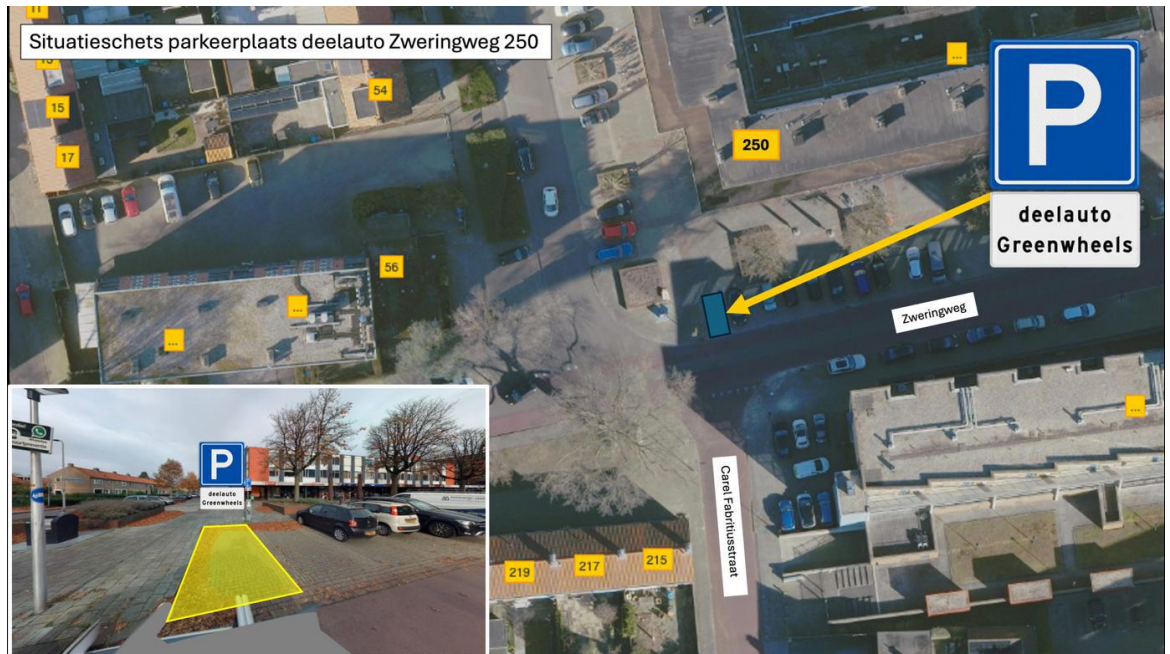 11
Situatieschets parkeerplaats deelauto Zweringweg 250
15
54
17
...
250
P
deelauto
Greenwheels
56
...
...
Zweringweg
...
P
deelauto
Greenwheels
Carel Fabritiusstraat
219
217
215